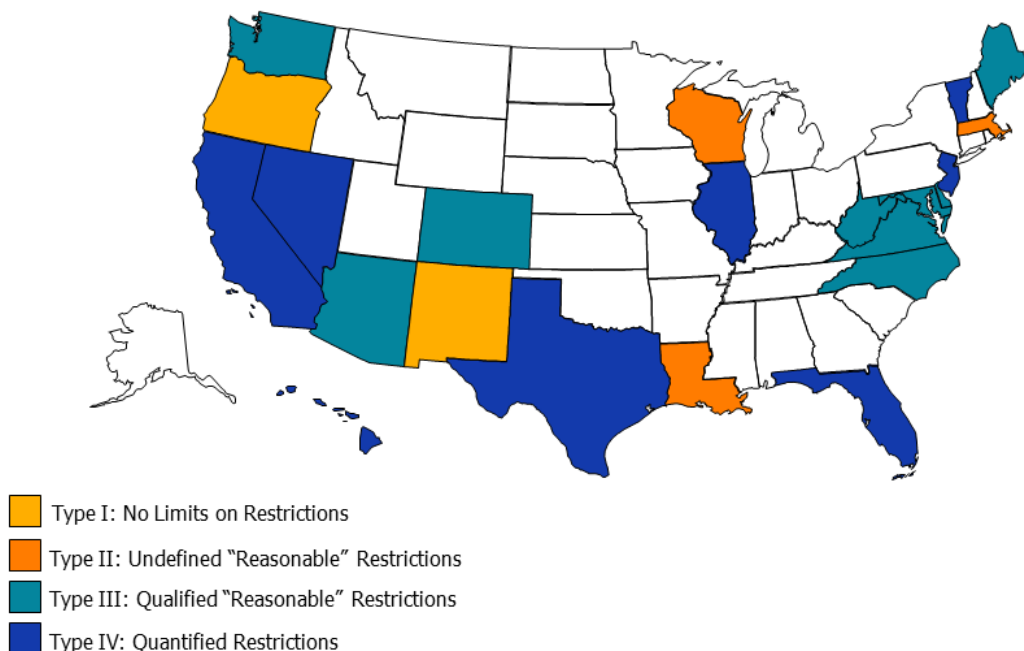 Type I: No Limits on Restrictions
Type II: Undefined “Reasonable” Restrictions
Type III: Qualified “Reasonable” Restrictions
Type IV: Quantified Restrictions